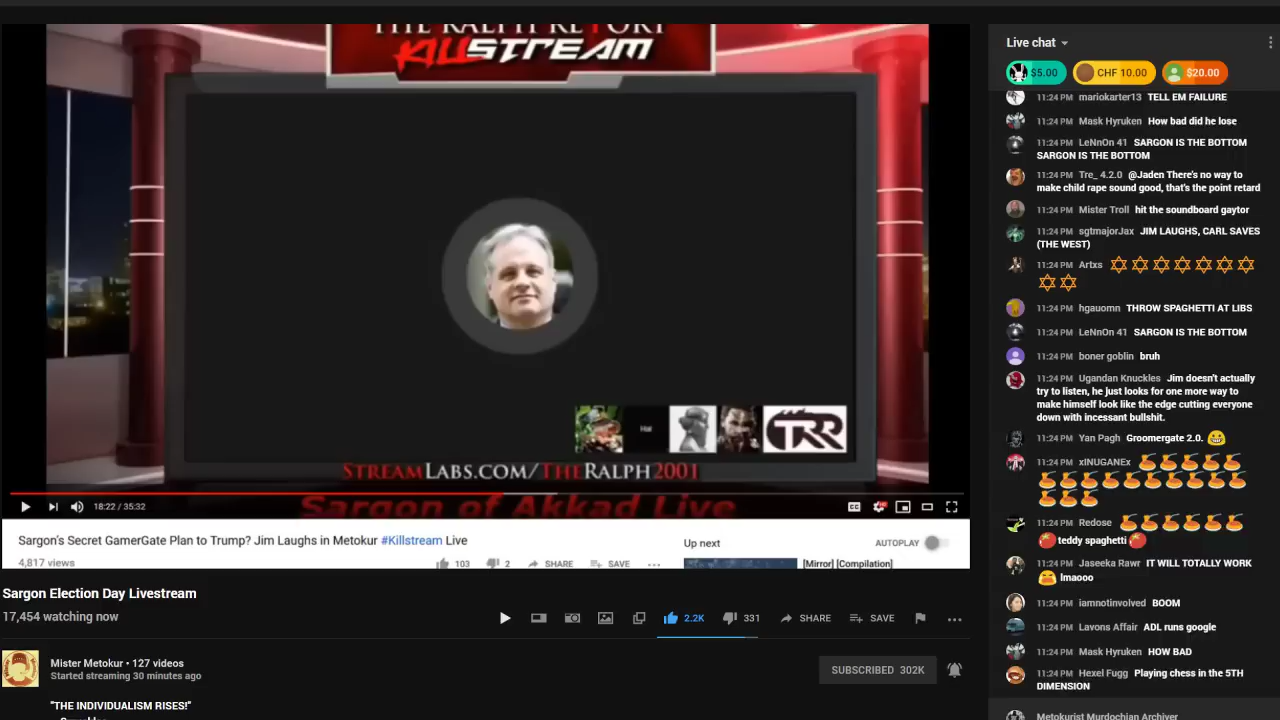 THE RALPH RETORT
KILLSTREAM
Hal
TRR
STREAMLABS.COM/THERALPH2001
18:22 / 35:32
Sargon of Akkad Live
Sargon's Secret GamerGate Plan to Trump? Jim Laughs in Metokur #Killstream Live
4,817 views
103
2
SHARE
SAVE
Up next
AUTOPLAY
[Mirror] [Compilation]
Sargon Election Day Livestream
17,454 watching now
2.2K
331
SHARE
SAVE
Mister Metokur • 127 videos
Started streaming 30 minutes ago
SUBSCRIBED 302K
"THE INDIVIDUALISM RISES!"
Live chat
$5.00
CHF 10.00
$20.00
11:24 PM mariokarter13 TELL EM FAILURE
11:24 PM Mask Hyruken How bad did he lose
11:24 PM LeNnOn 41 SARGON IS THE BOTTOM
SARGON IS THE BOTTOM
11:24 PM Tre_ 4.2.0 @Jaden There's no way to
make child rape sound good, that's the point retard
11:24 PM Mister Troll hit the soundboard gaytor
11:24 PM sgtmajorJax JIM LAUGHS, CARL SAVES
(THE WEST)
11:24 PM Artxs ✡✡✡✡✡✡✡
✡✡
11:24 PM hgauomn THROW SPAGHETTI AT LIBS
11:24 PM LeNnOn 41 SARGON IS THE BOTTOM
11:24 PM boner goblin bruh
11:24 PM Ugandan Knuckles Jim doesn't actually
try to listen, he just looks for one more way to
make himself look like the edge cutting everyone
down with incessant bullshit.
11:24 PM Yan Pagh Groomergate 2.0. 😁
11:24 PM xINUGANEx 🍝🍝🍝🍝🍝
🍝🍝🍝🍝🍝🍝🍝🍝🍝🍝
🍝🍝🍝
11:24 PM Redose 🍝🍝🍝🍝🍝🍝
🍅 teddy spaghetti 🍅
11:24 PM Jaseeka Rawr IT WILL TOTALLY WORK
😫 lmaooo
11:24 PM iamnotinvolved BOOM
11:24 PM Lavons Affair ADL runs google
11:24 PM Mask Hyruken HOW BAD
11:24 PM Hexel Fugg Playing chess in the 5TH
DIMENSION
Metokurist Murdochian Archiver